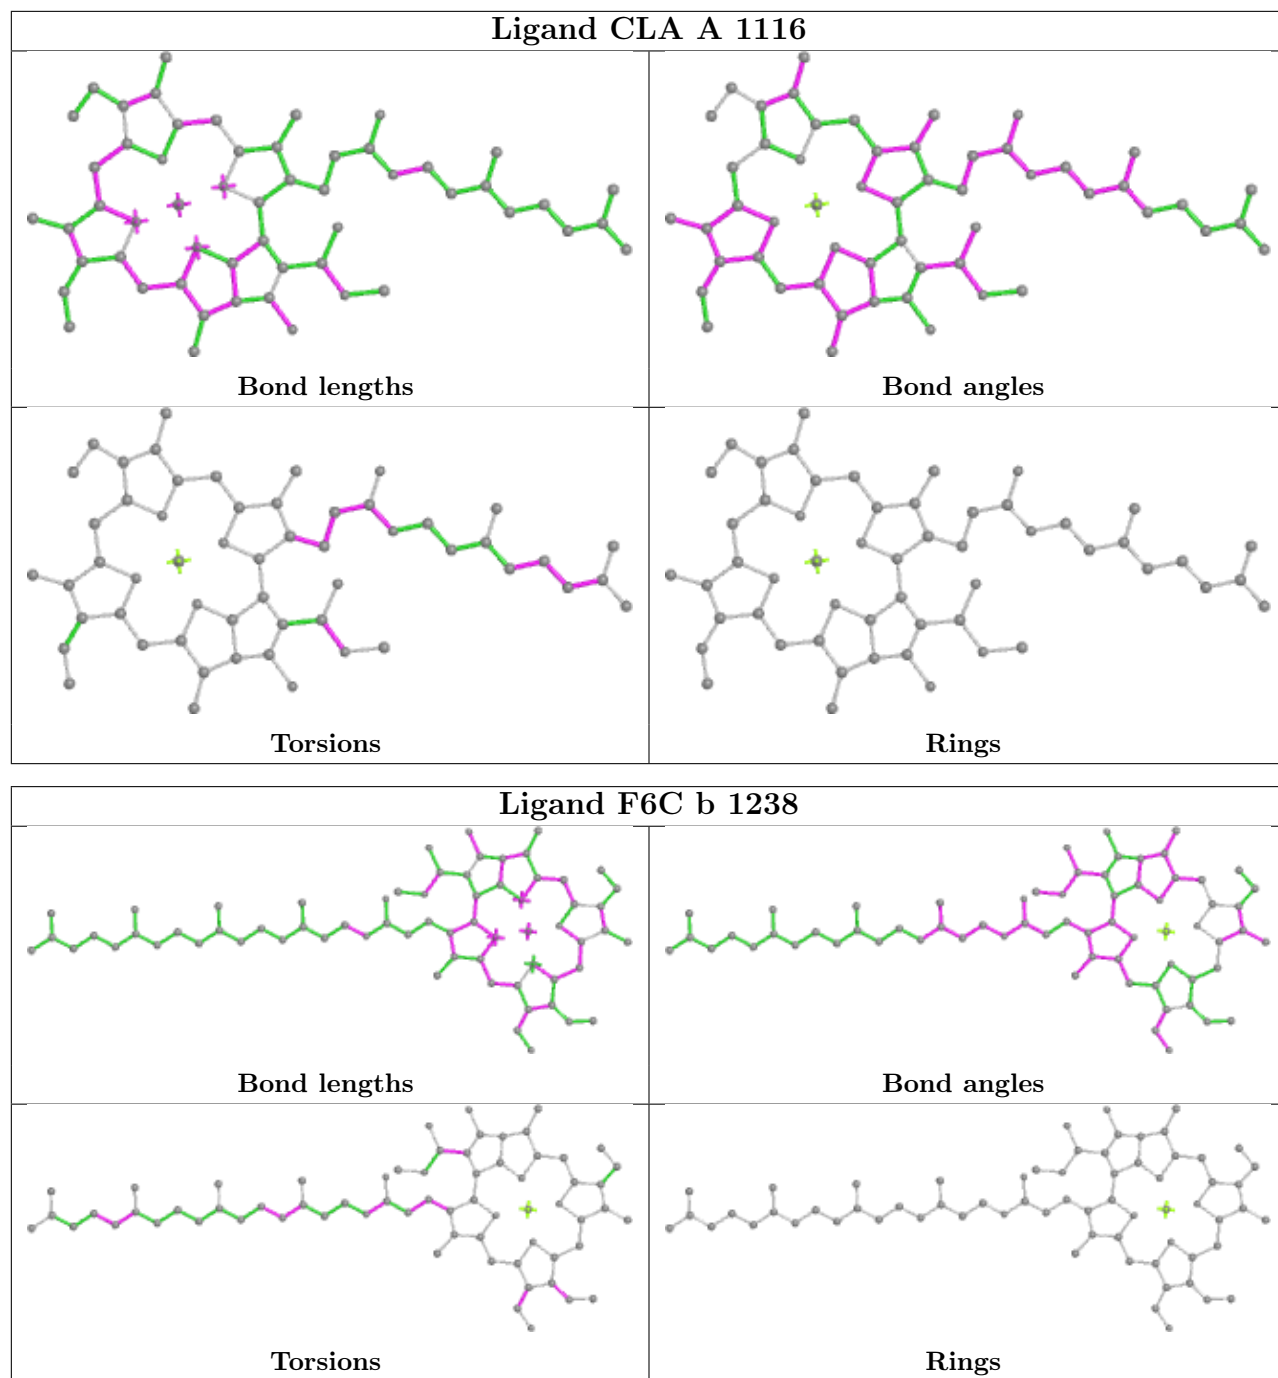 Ligand CLA A 1116
Bond lengths
Bond angles
Torsions
Rings
Ligand F6C b 1238
Bond lengths
Bond angles
Torsions
Rings